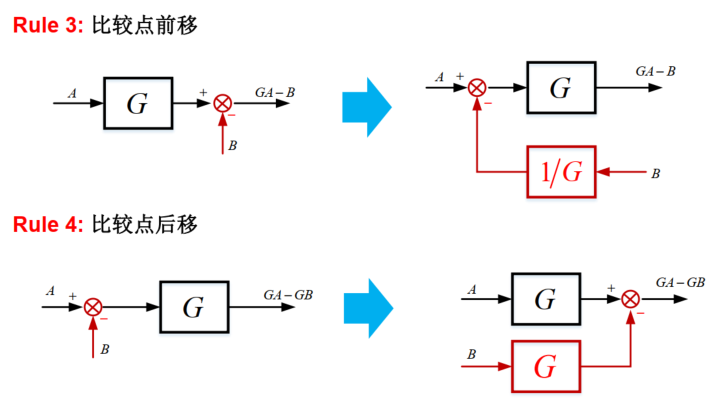 Rule 3: 比较点前移
A G + GA−B − B
A + − G GA−B 1/G B
Rule 4: 比较点后移
A + − B G GA−GB
A G + GA−GB − B G